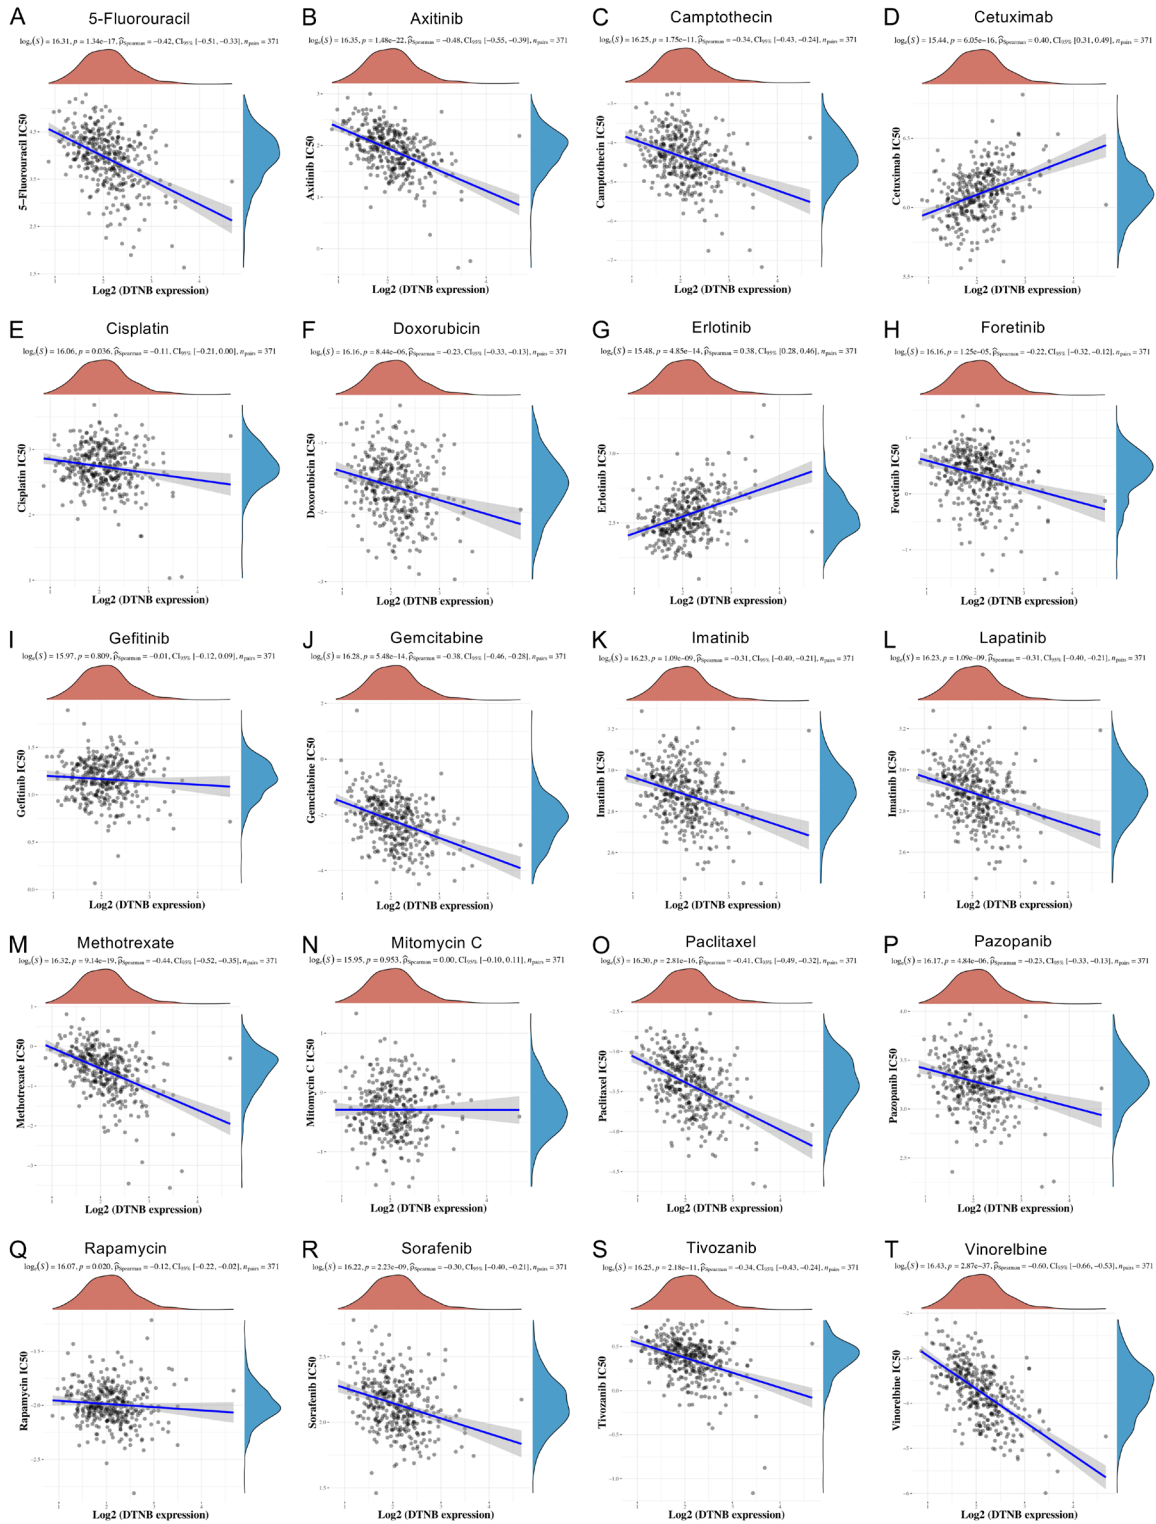 A
5-Fluorouracil
logₑ(S) = 16.31, p = 1.34e−17, ρ̂Spearman = −0.42, CI95% [−0.51, −0.33], npairs = 371
5−Fluorouracil IC50
Log2 (DTNB expression)
B
Axitinib
logₑ(S) = 16.35, p = 1.48e−22, ρ̂Spearman = −0.48, CI95% [−0.55, −0.39], npairs = 371
Axitinib IC50
Log2 (DTNB expression)
C
Camptothecin
logₑ(S) = 16.25, p = 1.75e−11, ρ̂Spearman = −0.34, CI95% [−0.43, −0.24], npairs = 371
Camptothecin IC50
Log2 (DTNB expression)
D
Cetuximab
logₑ(S) = 15.44, p = 6.05e−16, ρ̂Spearman = 0.40, CI95% [0.31, 0.49], npairs = 371
Cetuximab IC50
Log2 (DTNB expression)
E
Cisplatin
logₑ(S) = 16.06, p = 0.036, ρ̂Spearman = −0.11, CI95% [−0.21, 0.00], npairs = 371
Cisplatin IC50
Log2 (DTNB expression)
F
Doxorubicin
logₑ(S) = 16.16, p = 8.44e−06, ρ̂Spearman = −0.23, CI95% [−0.33, −0.13], npairs = 371
Doxorubicin IC50
Log2 (DTNB expression)
G
Erlotinib
logₑ(S) = 15.48, p = 4.85e−14, ρ̂Spearman = 0.38, CI95% [0.28, 0.46], npairs = 371
Erlotinib IC50
Log2 (DTNB expression)
H
Foretinib
logₑ(S) = 16.16, p = 1.25e−05, ρ̂Spearman = −0.22, CI95% [−0.32, −0.12], npairs = 371
Foretinib IC50
Log2 (DTNB expression)
I
Gefitinib
logₑ(S) = 15.97, p = 0.809, ρ̂Spearman = −0.01, CI95% [−0.12, 0.09], npairs = 371
Gefitinib IC50
Log2 (DTNB expression)
J
Gemcitabine
logₑ(S) = 16.28, p = 5.48e−14, ρ̂Spearman = −0.38, CI95% [−0.46, −0.28], npairs = 371
Gemcitabine IC50
Log2 (DTNB expression)
K
Imatinib
logₑ(S) = 16.23, p = 1.09e−09, ρ̂Spearman = −0.31, CI95% [−0.40, −0.21], npairs = 371
Imatinib IC50
Log2 (DTNB expression)
L
Lapatinib
logₑ(S) = 16.23, p = 1.09e−09, ρ̂Spearman = −0.31, CI95% [−0.40, −0.21], npairs = 371
Imatinib IC50
Log2 (DTNB expression)
M
Methotrexate
logₑ(S) = 16.32, p = 9.14e−19, ρ̂Spearman = −0.44, CI95% [−0.52, −0.35], npairs = 371
Methotrexate IC50
Log2 (DTNB expression)
N
Mitomycin C
logₑ(S) = 15.95, p = 0.953, ρ̂Spearman = 0.00, CI95% [−0.10, 0.11], npairs = 371
Mitomycin C IC50
Log2 (DTNB expression)
O
Paclitaxel
logₑ(S) = 16.30, p = 2.81e−16, ρ̂Spearman = −0.41, CI95% [−0.49, −0.32], npairs = 371
Paclitaxel IC50
Log2 (DTNB expression)
P
Pazopanib
logₑ(S) = 16.17, p = 4.84e−06, ρ̂Spearman = −0.23, CI95% [−0.33, −0.13], npairs = 371
Pazopanib IC50
Log2 (DTNB expression)
Q
Rapamycin
logₑ(S) = 16.07, p = 0.020, ρ̂Spearman = −0.12, CI95% [−0.22, −0.02], npairs = 371
Rapamycin IC50
Log2 (DTNB expression)
R
Sorafenib
logₑ(S) = 16.22, p = 2.23e−09, ρ̂Spearman = −0.30, CI95% [−0.40, −0.21], npairs = 371
Sorafenib IC50
Log2 (DTNB expression)
S
Tivozanib
logₑ(S) = 16.25, p = 2.18e−11, ρ̂Spearman = −0.34, CI95% [−0.43, −0.24], npairs = 371
Tivozanib IC50
Log2 (DTNB expression)
T
Vinorelbine
logₑ(S) = 16.43, p = 2.87e−37, ρ̂Spearman = −0.60, CI95% [−0.66, −0.53], npairs = 371
Vinorelbine IC50
Log2 (DTNB expression)